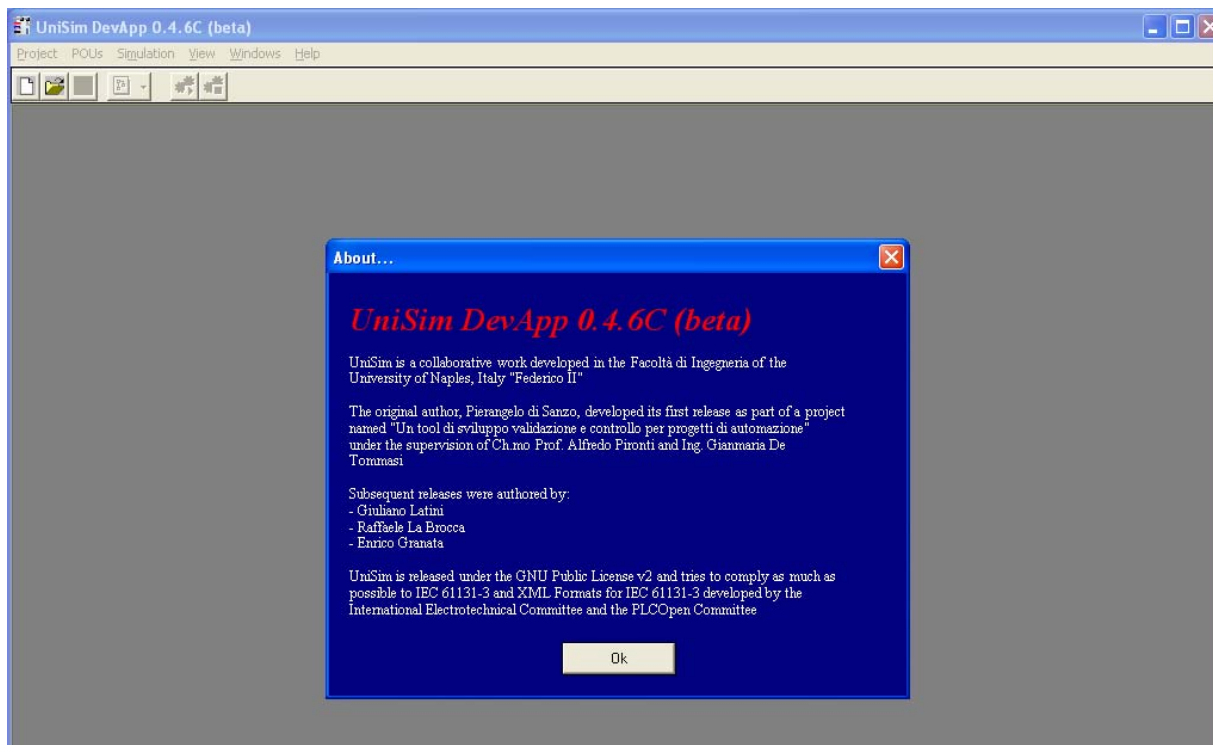 UniSim DevApp 0.4.6C (beta)
Project POUs Simulation View Windows Help
About...
UniSim DevApp 0.4.6C (beta)
UniSim is a collaborative work developed in the Facoltà di Ingegneria of the
University of Naples, Italy "Federico II"
The original author, Pierangelo di Sanzo, developed its first release as part of a project
named "Un tool di sviluppo validazione e controllo per progetti di automazione"
under the supervision of Ch.mo Prof. Alfredo Pironti and Ing. Gianmaria De
Tommasi
Subsequent releases were authored by:
- Giuliano Latini
- Raffaele La Brocca
- Enrico Granata
UniSim is released under the GNU Public License v2 and tries to comply as much as
possible to IEC 61131-3 and XML Formats for IEC 61131-3 developed by the
International Electrotechnical Committee and the PLCOpen Committee
Ok